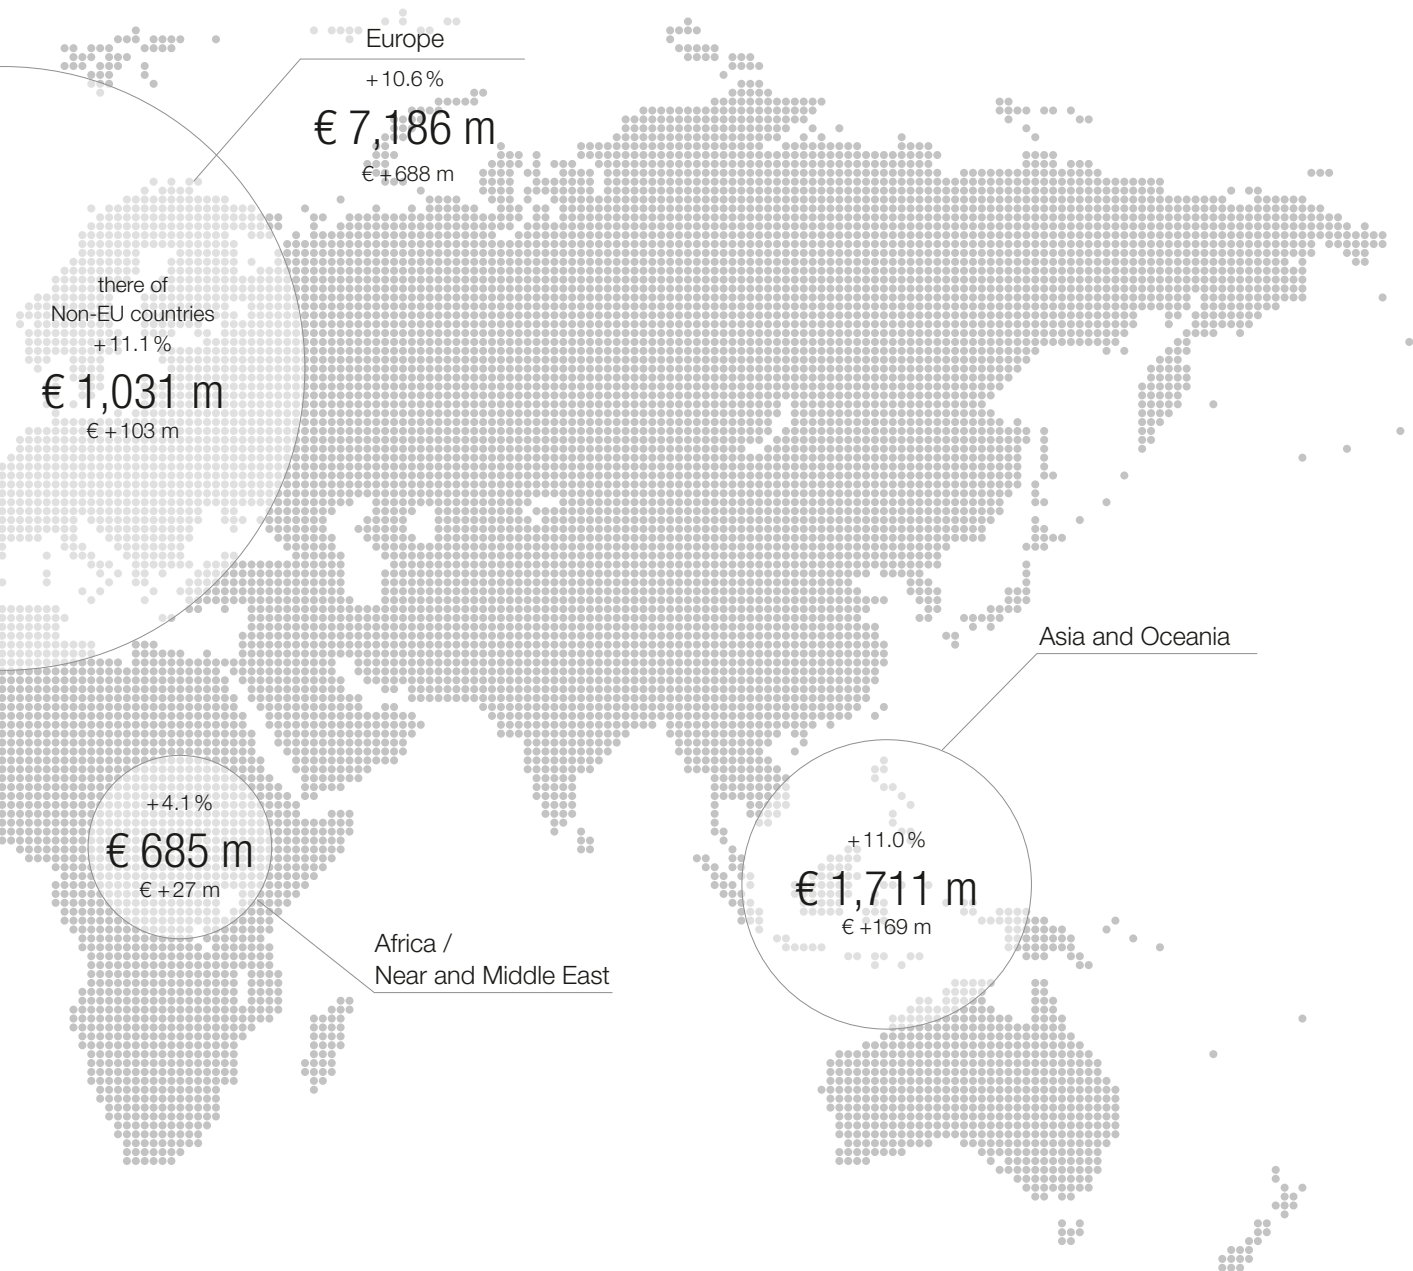 Europe
+10.6%
€ 7,186 m
€ +688 m
there of
Non-EU countries
+11.1%
€ 1,031 m
€ +103 m
Asia and Oceania
+4.1%
€ 685 m
€ +27 m
+11.0%
€ 1,711 m
€ +169 m
Africa /
Near and Middle East